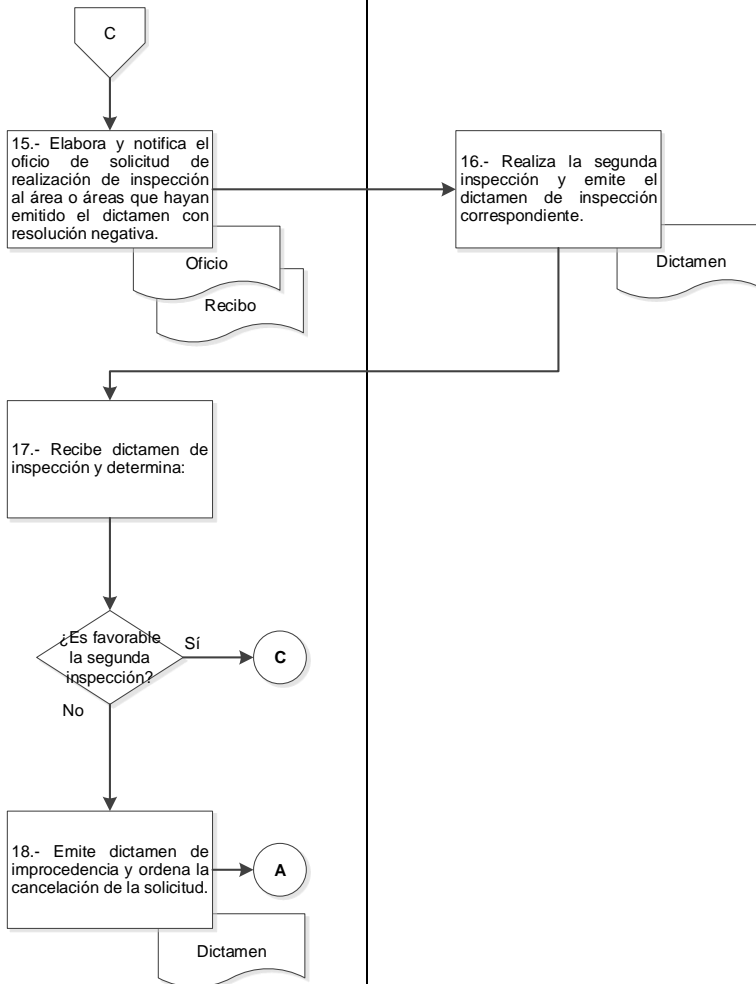 C
15.- Elabora y notifica el
oficio de solicitud de
realización de inspección
al área o áreas que hayan
emitido el dictamen con
resolución negativa.
Oficio
Recibo
16.- Realiza la segunda
inspección y emite el
dictamen de inspección
correspondiente.
Dictamen
17.- Recibe dictamen de
inspección y determina:
¿Es favorable
la segunda
inspección?
Sí
C
No
18.- Emite dictamen de
improcedencia y ordena la
cancelación de la solicitud.
A
Dictamen